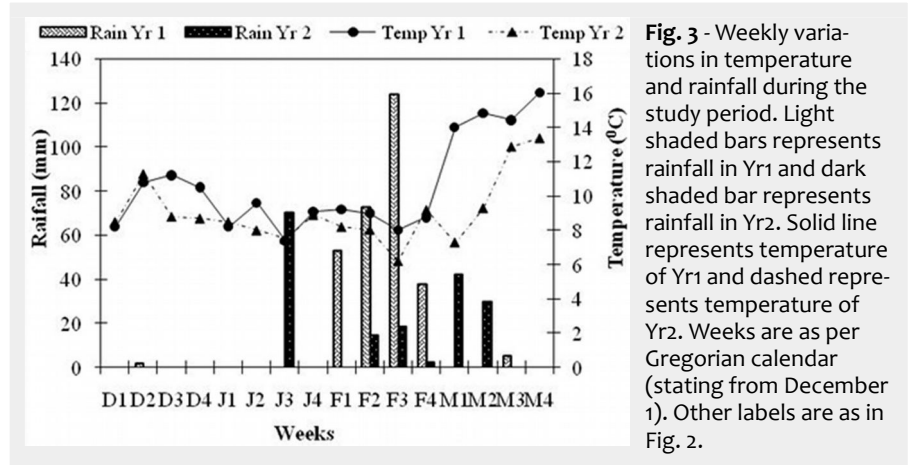 Rain Yr 1 Rain Yr 2 Temp Yr 1 Temp Yr 2
140
120
100
80
60
40
20
0
Raifall (mm)
18
16
14
12
10
8
6
4
2
0
Temperature (⁰C)
D1 D2 D3 D4 J1 J2 J3 J4 F1 F2 F3 F4 M1 M2 M3 M4
Weeks
Fig. 3 - Weekly varia-
tions in temperature
and rainfall during the
study period. Light
shaded bars represents
rainfall in Yr1 and dark
shaded bar represents
rainfall in Yr2. Solid line
represents temperature
of Yr1 and dashed repre-
sents temperature of
Yr2. Weeks are as per
Gregorian calendar
(stating from December
1). Other labels are as in
Fig. 2.